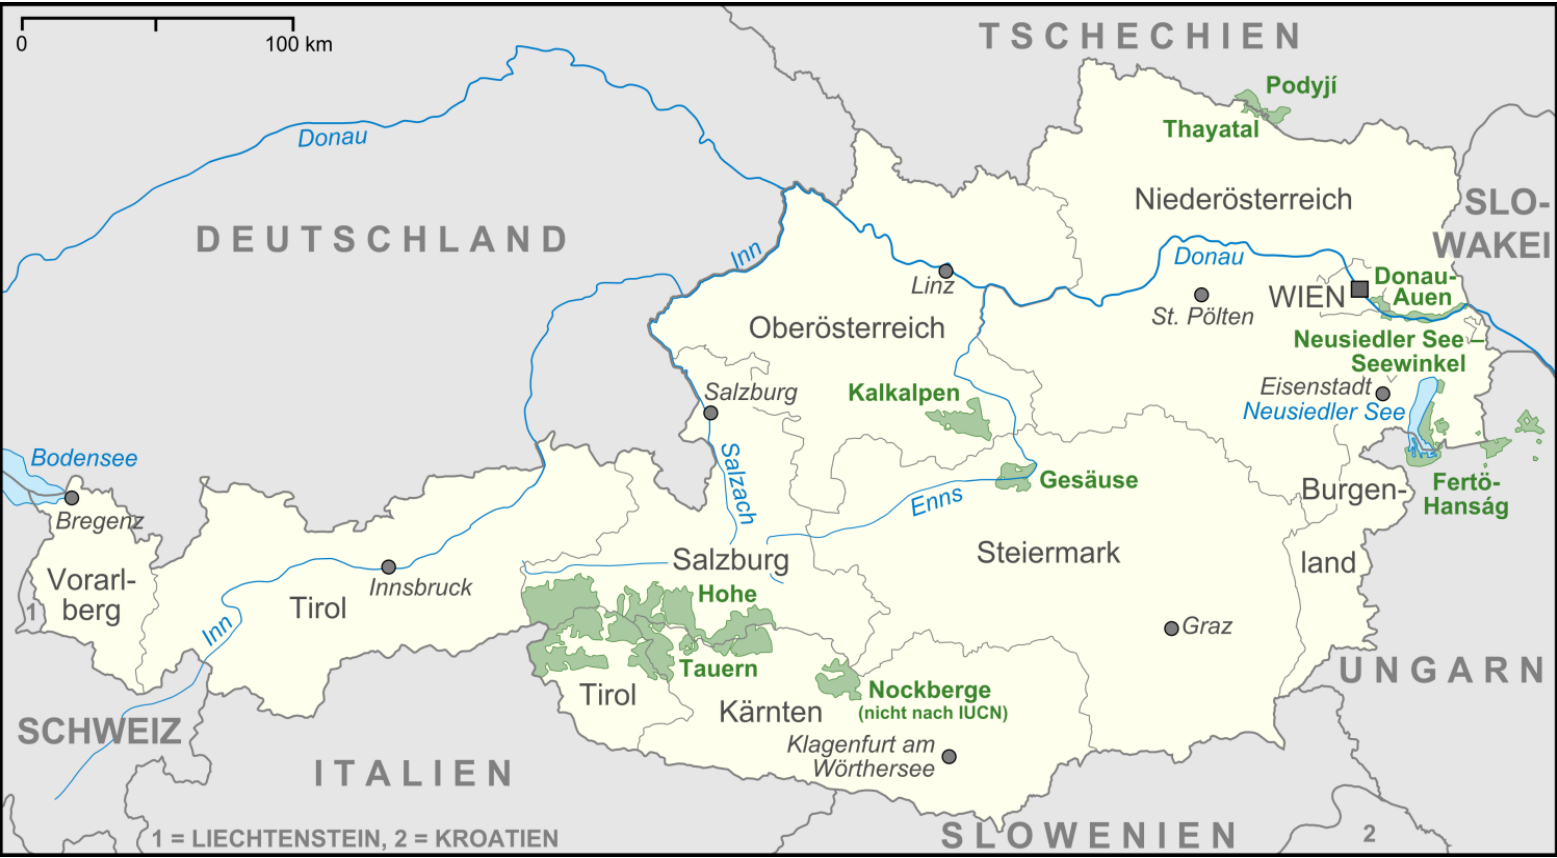 0
100 km
TSCHECHIEN
Podyjí
Thayatal
Donau
DEUTSCHLAND
Niederösterreich
SLO-
WAKEI
Inn
Donau
Linz
St. Pölten
WIEN
Donau-
Auen
Oberösterreich
Neusiedler See –
Seewinkel
Salzburg
Kalkalpen
Eisenstadt
Neusiedler See
Bodensee
Salzach
Enns
Gesäuse
Burgen-
land
Fertö-
Hanság
Bregenz
Vorarl-
berg
1
Innsbruck
Tirol
Inn
Salzburg
Steiermark
Hohe
Tauern
Graz
Tirol
Kärnten
Nockberge
(nicht nach IUCN)
Klagenfurt am
Wörthersee
UNGARN
SCHWEIZ
ITALIEN
SLOWENIEN
2
1 = LIECHTENSTEIN, 2 = KROATIEN